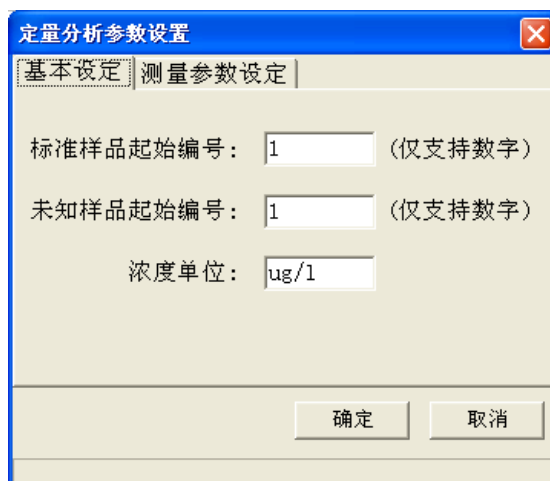 定量分析参数设置
基本设定 测量参数设定
标准样品起始编号: 1 (仅支持数字)
未知样品起始编号: 1 (仅支持数字)
浓度单位: ug/l
确定 取消